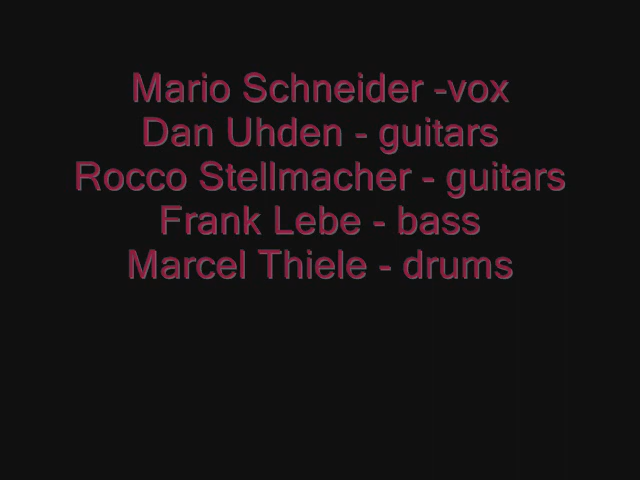 Mario Schneider -vox
Dan Uhden - guitars
Rocco Stellmacher - guitars
Frank Lebe - bass
Marcel Thiele - drums